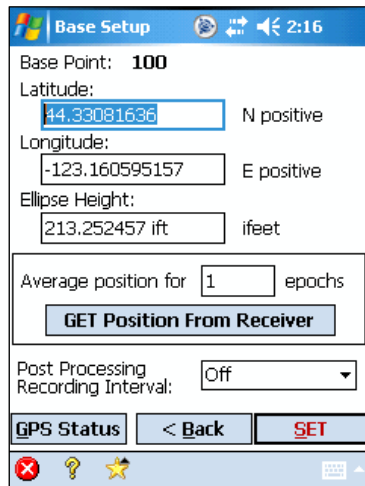 Base Setup 2:16
Base Point: 100
Latitude:
44.33081636 N positive
Longitude:
-123.160595157 E positive
Ellipse Height:
213.252457 ift ifeet
Average position for 1 epochs
GET Position From Receiver
Post Processing
Recording Interval: Off
GPS Status < Back SET